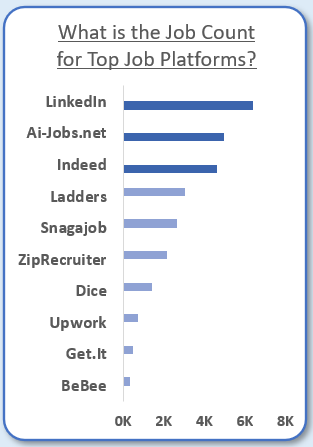 What is the Job Count
for Top Job Platforms?
LinkedIn
Ai-Jobs.net
Indeed
Ladders
Snagajob
ZipRecruiter
Dice
Upwork
Get.It
BeBee
0K 2K 4K 6K 8K